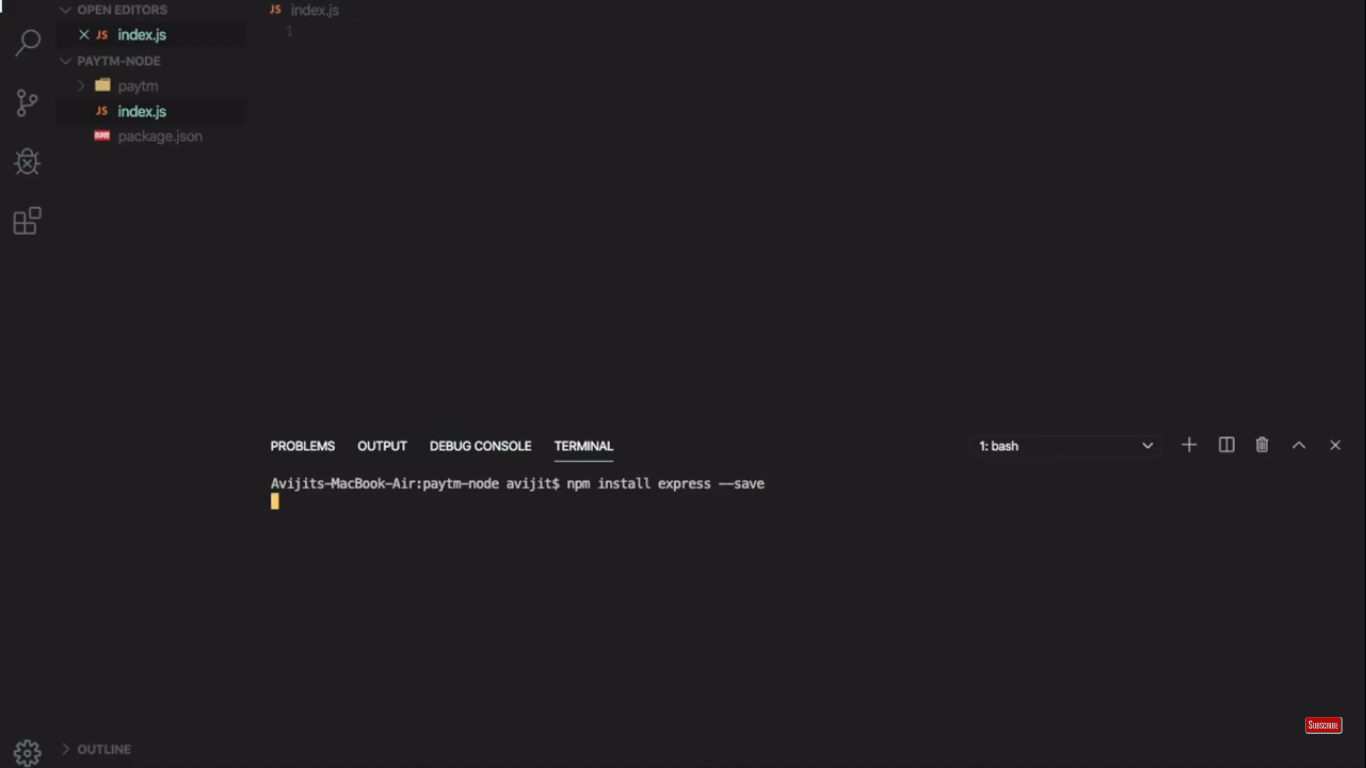 OPEN EDITORS
JS index.js
PAYTM-NODE
paytm
JS index.js
npm package.json
OUTLINE
JS index.js
1
PROBLEMS OUTPUT DEBUG CONSOLE TERMINAL 1: bash
Avijits-MacBook-Air:paytm-node avijit$ npm install express --save
SUBSCRIBE